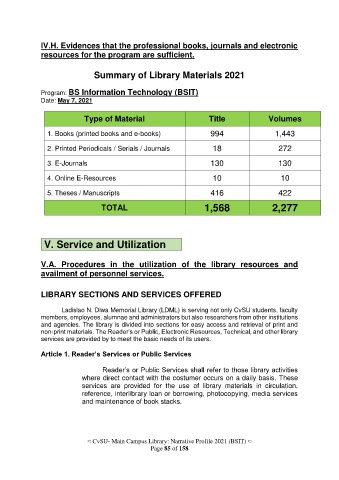 IV.H. Evidences that the professional books, journals and electronic
resources for the program are sufficient.
Summary of Library Materials 2021
Program: BS Information Technology (BSIT)
Date: May 7, 2021
Type of Material Title Volumes
1. Books (printed books and e-books) 994 1,443
2. Printed Periodicals / Serials / Journals 18 272
3. E-Journals 130 130
4. Online E-Resources 10 10
5. Theses / Manuscripts 416 422
TOTAL 1,568 2,277
V. Service and Utilization
V.A. Procedures in the utilization of the library resources and
availment of personnel services.
LIBRARY SECTIONS AND SERVICES OFFERED
Ladislao N. Diwa Memorial Library (LDML) is serving not only CvSU students, faculty
members, employees, alumnae and administrators but also researchers from other institutions
and agencies. The library is divided into sections for easy access and retrieval of print and
non-print materials. The Reader's or Public, Electronic Resources, Technical, and other library
services are provided by to meet the basic needs of its users.
Article 1. Reader's Services or Public Services
Reader's or Public Services shall refer to those library activities
where direct contact with the costumer occurs on a daily basis. These
services are provided for the use of library materials in circulation,
reference, interlibrary loan or borrowing, photocopying, media services
and maintenance of book stacks.
≈ CvSU- Main Campus Library: Narrative Profile 2021 (BSIT) ≈
Page 85 of 158